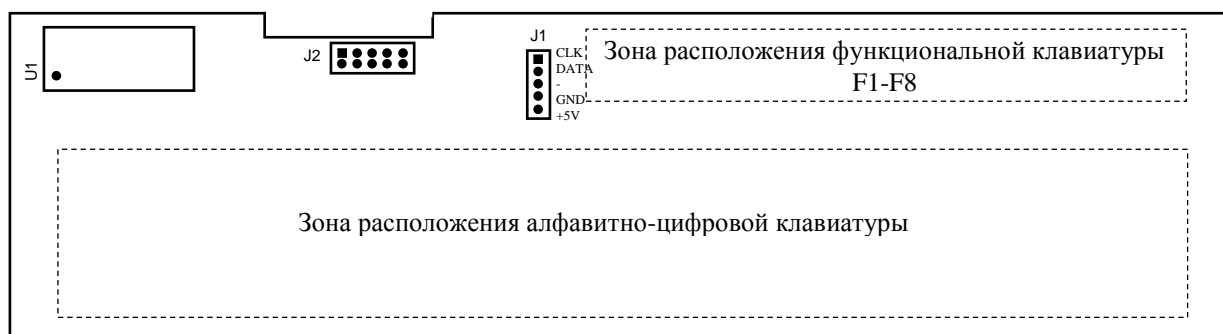 U1
J2
J1
CLK
DATA
-
GND
+5V
Зона расположения функциональной клавиатуры
F1-F8
Зона расположения алфавитно-цифровой клавиатуры